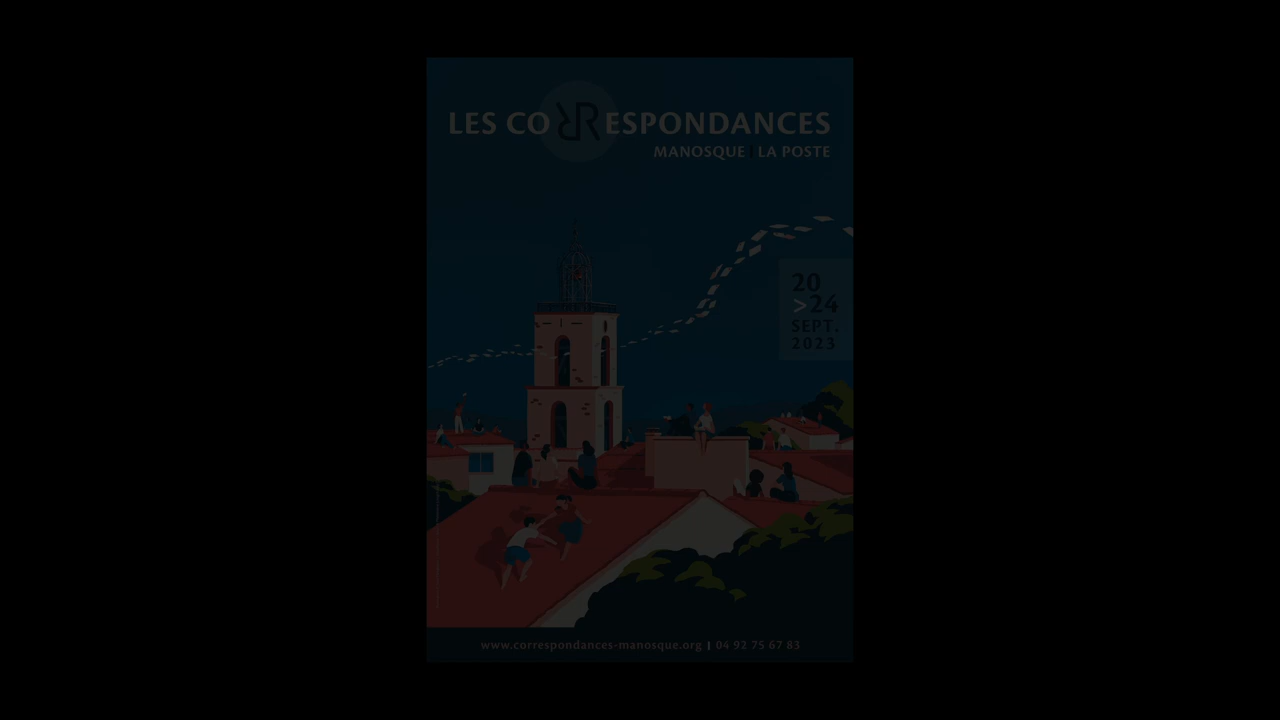 LES CORRESPONDANCES
MANOSQUE | LA POSTE
20
>24
SEPT.
2023
www.correspondances-manosque.org | 04 92 75 67 83